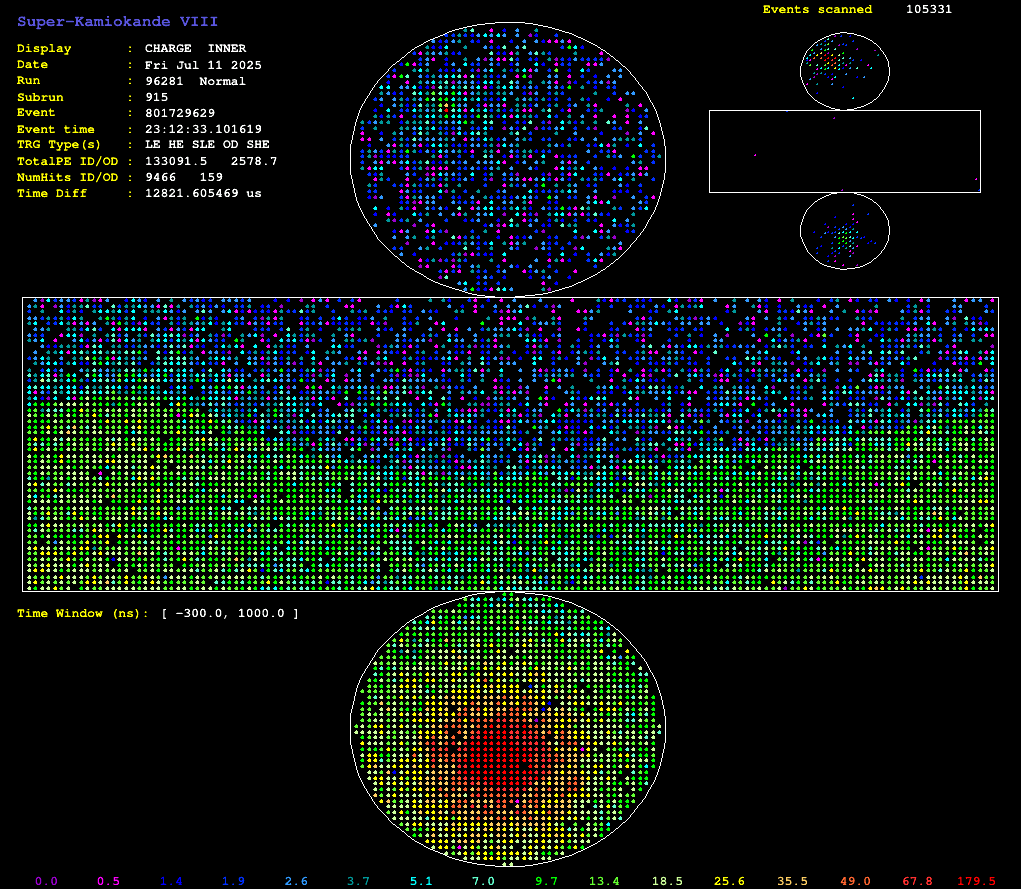 Super-Kamiokande VIII
Events scanned 105331
Display : CHARGE INNER
Date : Fri Jul 11 2025
Run : 96281 Normal
Subrun : 915
Event : 801729629
Event time : 23:12:33.101619
TRG Type(s) : LE HE SLE OD SHE
TotalPE ID/OD : 133091.5 2578.7
NumHits ID/OD : 9466 159
Time Diff : 12821.605469 us
Time Window (ns): [ -300.0, 1000.0 ]
0.0 0.5 1.4 1.9 2.6 3.7 5.1 7.0 9.7 13.4 18.5 25.6 35.5 49.0 67.8 179.5